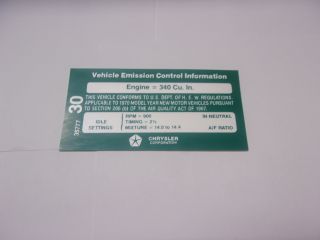 Vehicle Emission Control Information
Engine = 340 Cu. In.
THIS VEHICLE CONFORMS TO U.S. DEPT. OF H. E. W. REGULATIONS
APPLICABLE TO 1970 MODEL YEAR NEW MOTOR VEHICLES PURSUANT
TO SECTION 206 (b) OF THE AIR QUALITY ACT OF 1967.
IDLE
SETTINGS:
RPM = 900 IN NEUTRAL
TIMING = 2½
MIXTURE = 14.0 to 14.4 A/F RATIO
CHRYSLER
CORPORATION
35777 30